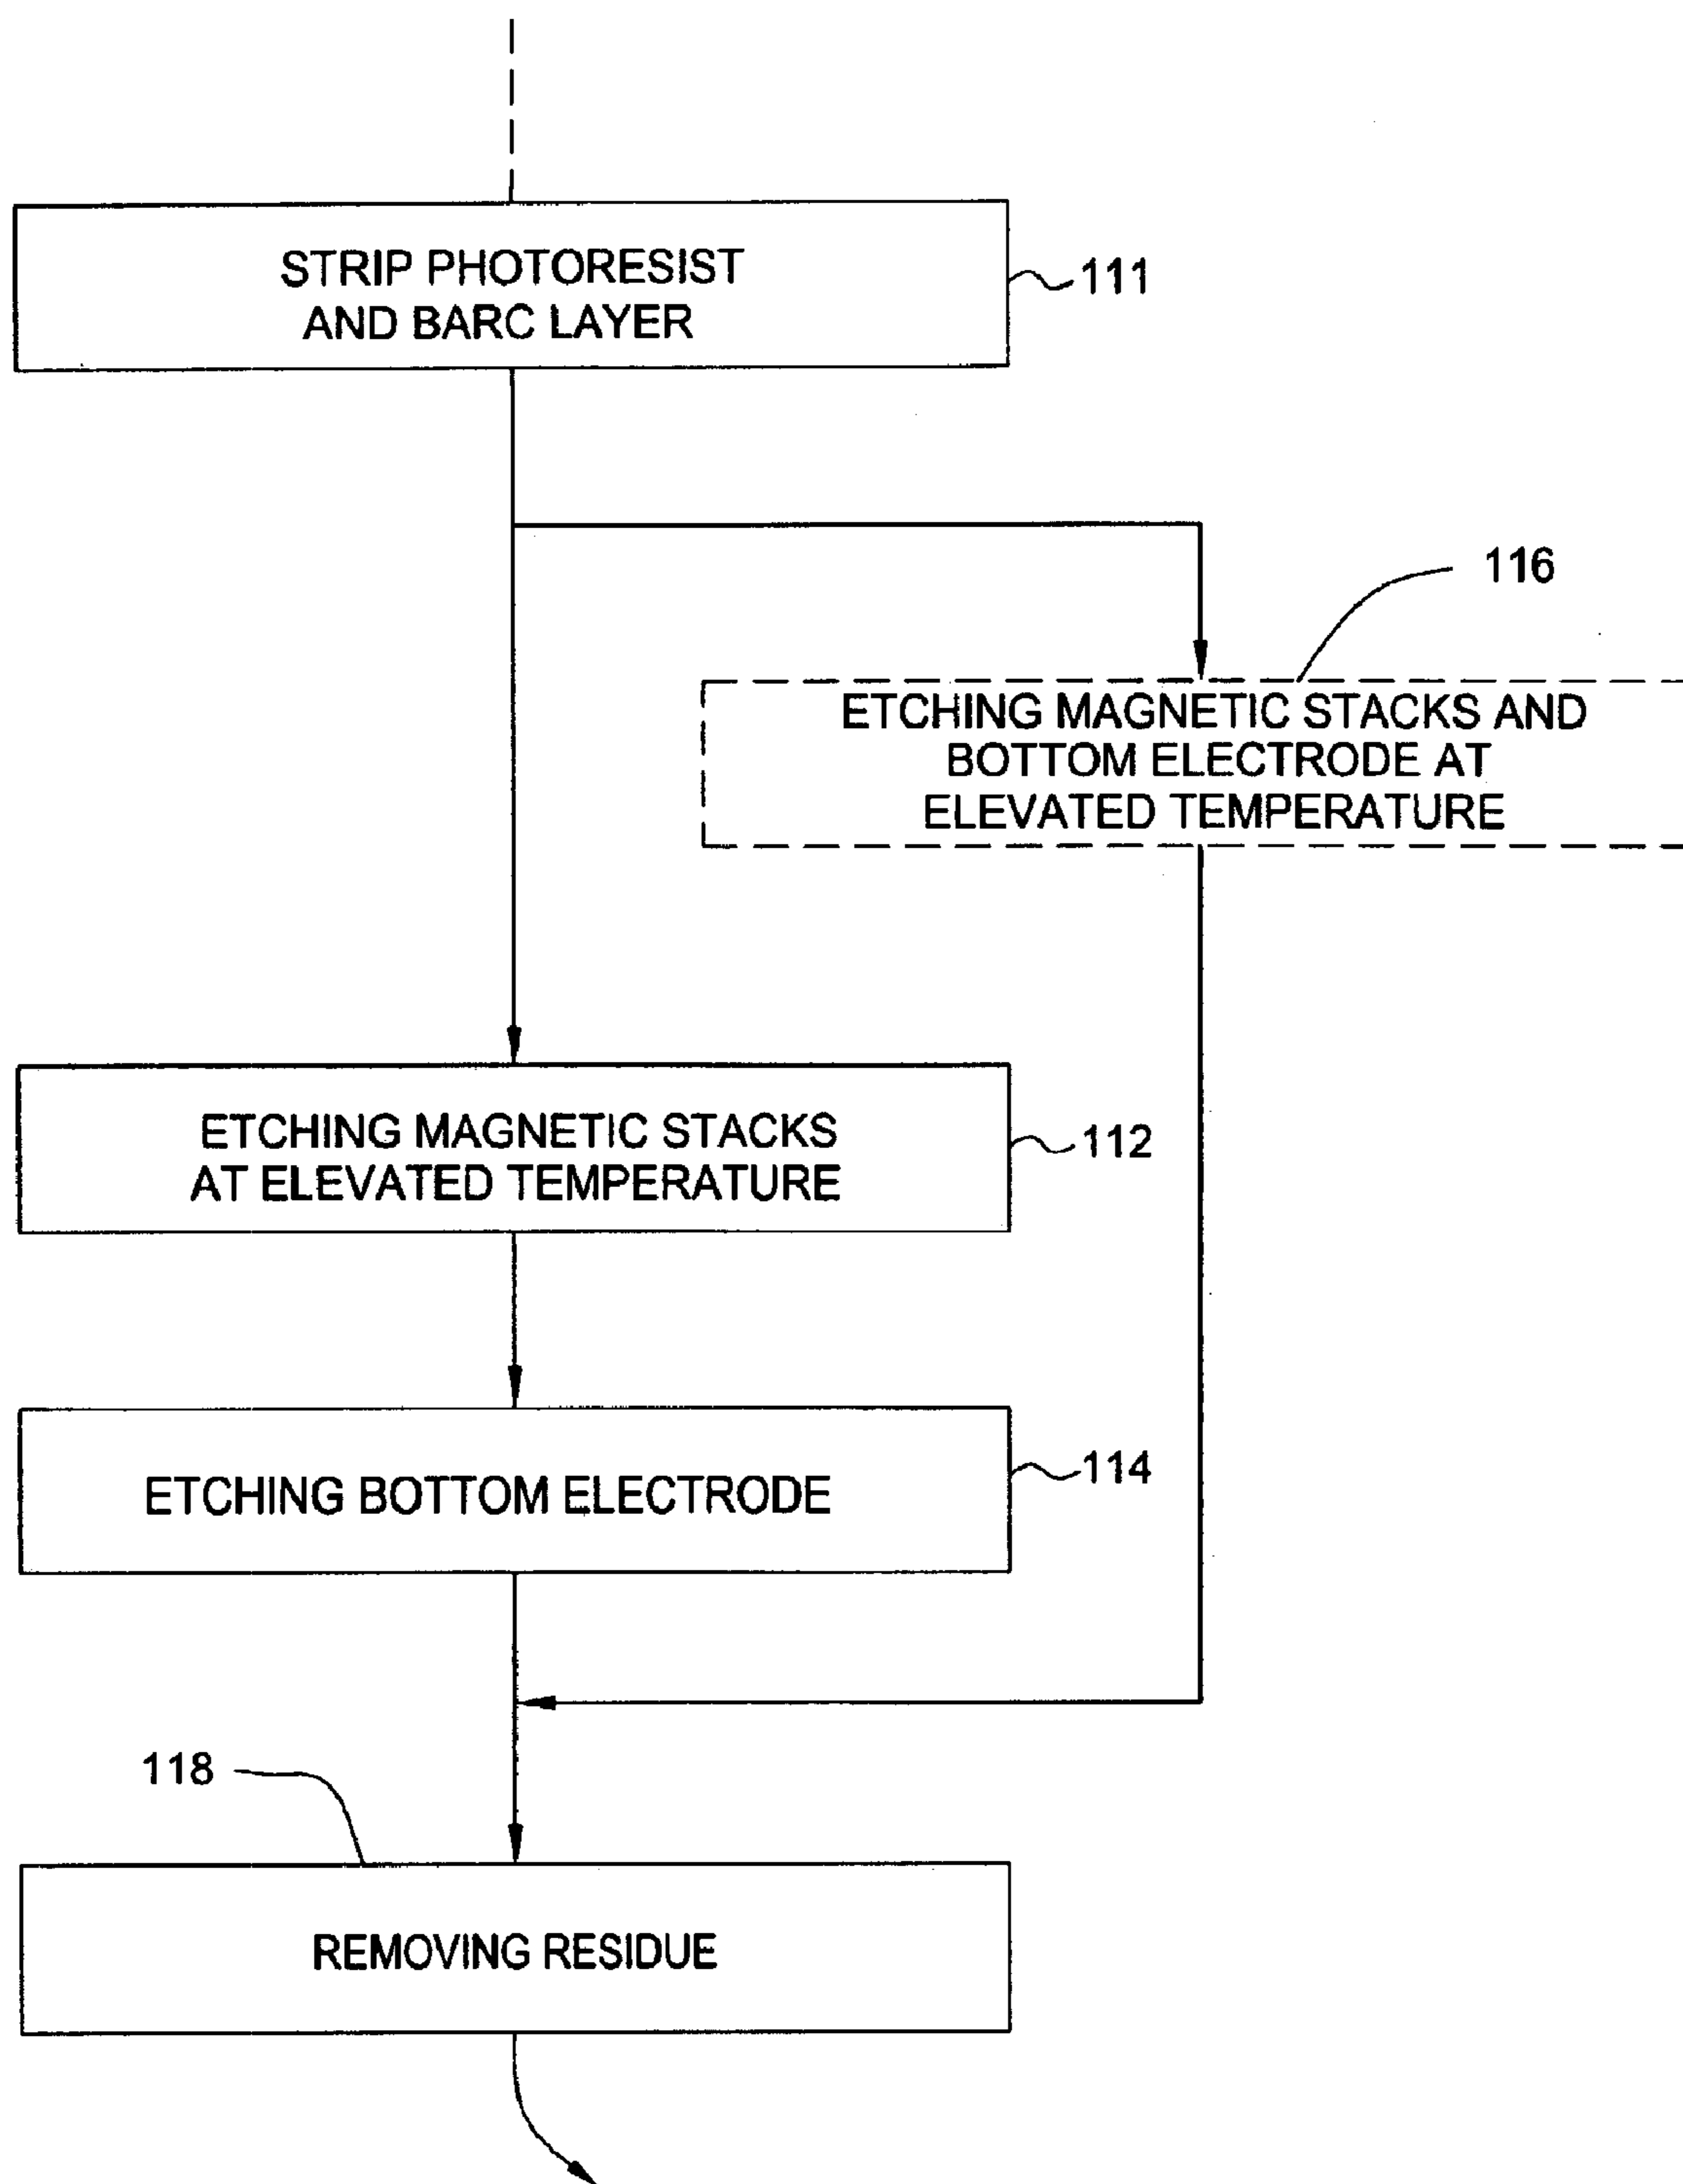 STRIP PHOTORESIST
AND BARC LAYER
111
116
ETCHING MAGNETIC STACKS AND
BOTTOM ELECTRODE AT
ELEVATED TEMPERATURE
ETCHING MAGNETIC STACKS
AT ELEVATED TEMPERATURE
112
ETCHING BOTTOM ELECTRODE
114
118
REMOVING RESIDUE